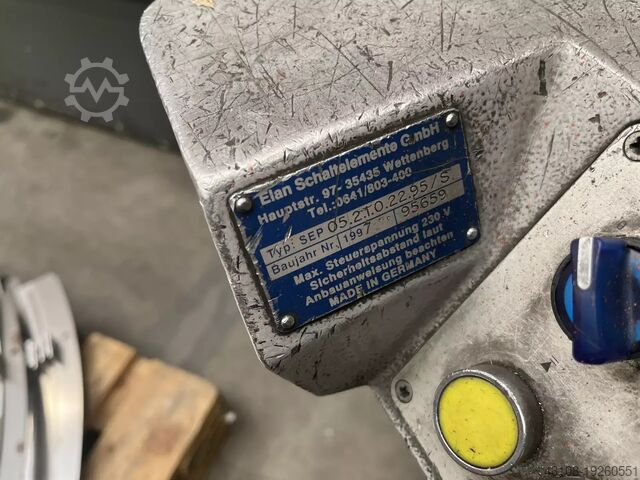 Elan Schaltelemente GmbH
Hauptstr. 97- 35435 Wettenberg
Tel.:0641/803-400
Typ: SEP 05.2.1.0.22.95/S
Baujahr Nr. 1997 95659
Max. Steuerspannung 230 V
Sicherheitsabstand laut
Anbauanweisung beachten
MADE IN GERMANY
19260551